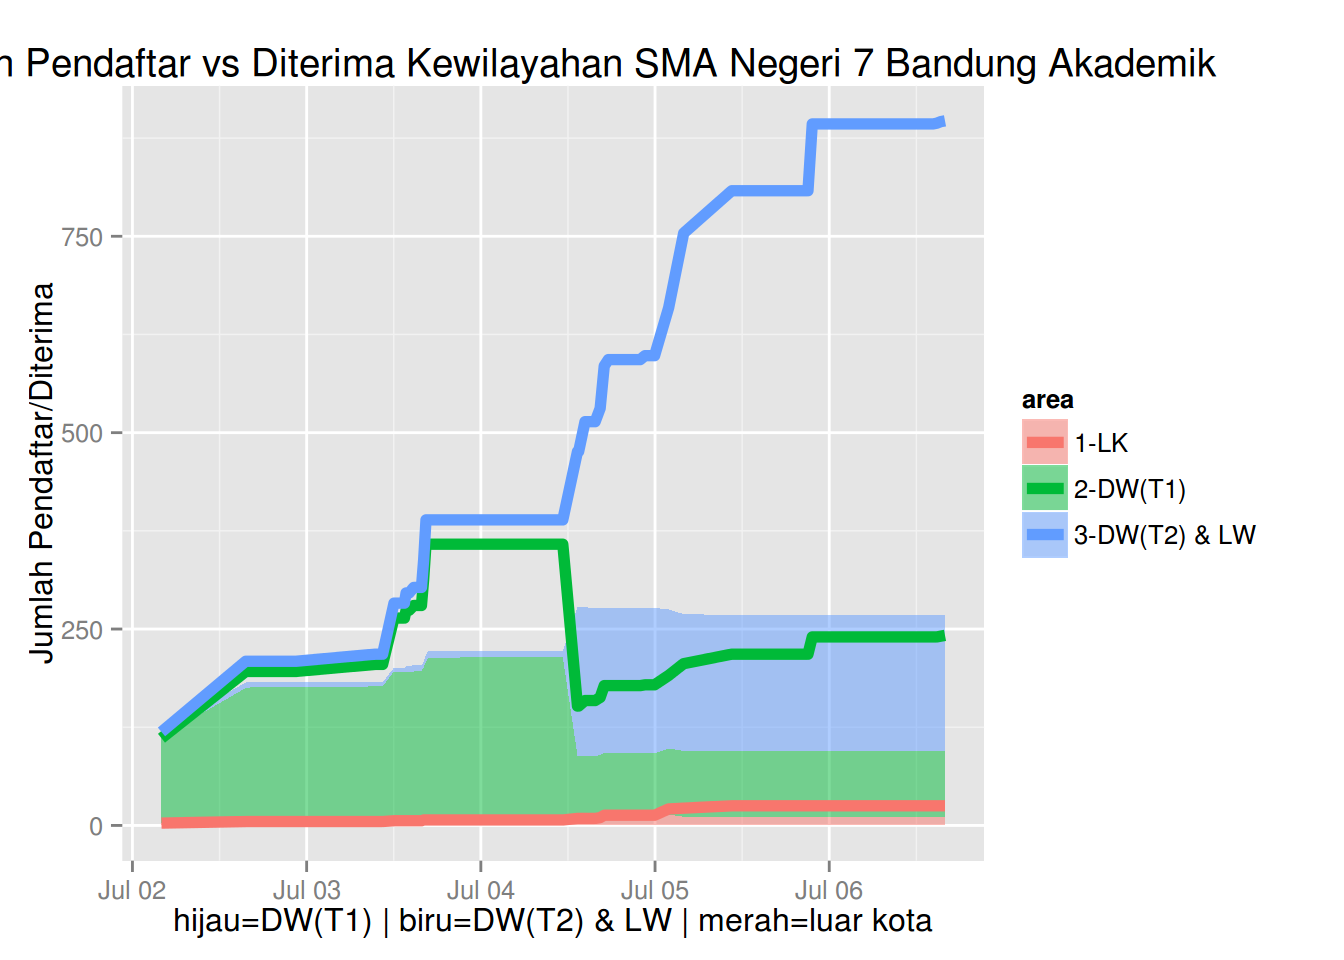 Pendaftar vs Diterima Kewilayahan SMA Negeri 7 Bandung Akademik
Jumlah Pendaftar/Diterima
750
500
250
0
Jul 02
Jul 03
Jul 04
Jul 05
Jul 06
hijau=DW(T1) | biru=DW(T2) & LW | merah=luar kota
area
1-LK
2-DW(T1)
3-DW(T2) & LW